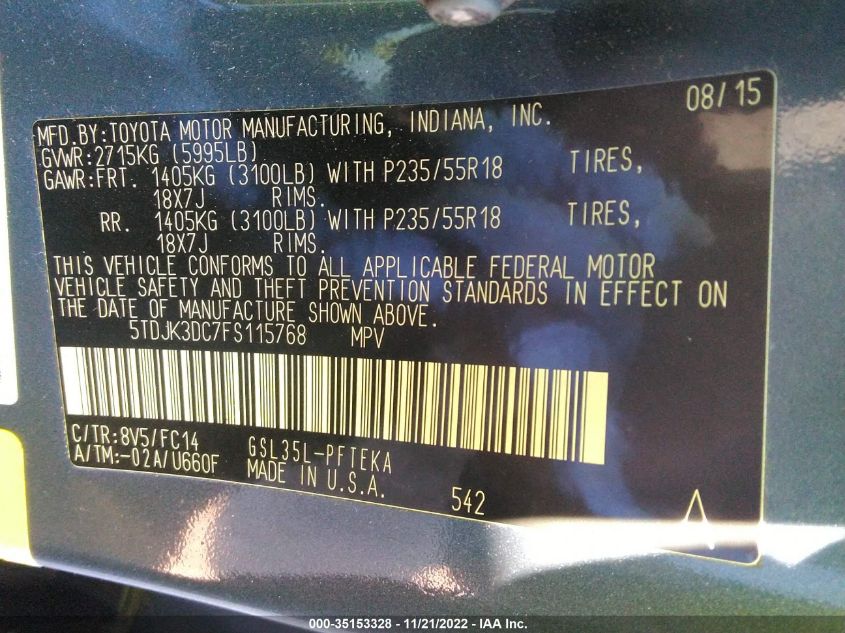 08/15
MFD.BY:TOYOTA MOTOR MANUFACTURING, INDIANA, INC.
GVWR:2715KG (5995LB)
GAWR:FRT. 1405KG (3100LB) WITH P235/55R18 TIRES,
18X7J RIMS.
RR. 1405KG (3100LB) WITH P235/55R18 TIRES,
18X7J RIMS.
THIS VEHICLE CONFORMS TO ALL APPLICABLE FEDERAL MOTOR
VEHICLE SAFETY AND THEFT PREVENTION STANDARDS IN EFFECT ON
THE DATE OF MANUFACTURE SHOWN ABOVE.
5TDJK3DC7FS115768 MPV
C/TR:8V5/FC14 GSL35L-PFTEKA
A/TM:-02A/U660F MADE IN U.S.A.
542
000-35153328 - 11/21/2022 - IAA Inc.